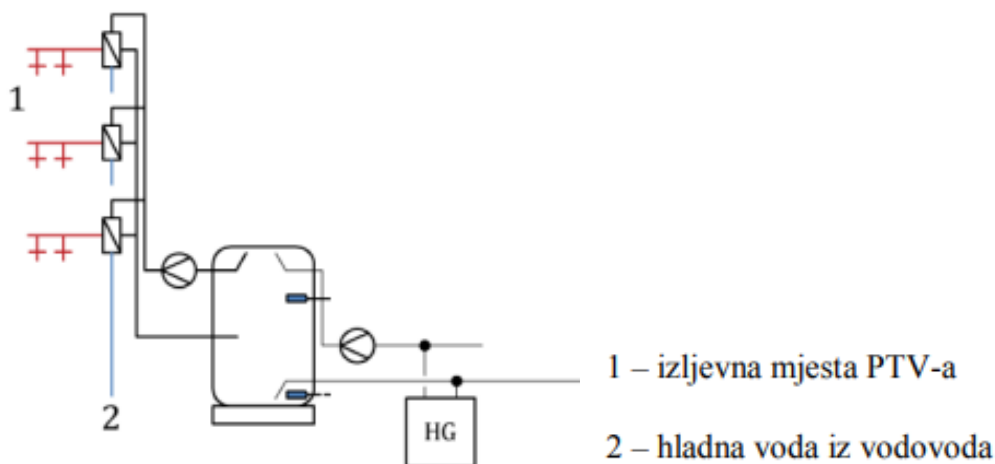 1
2
HG
1 – izljevna mjesta PTV-a
2 – hladna voda iz vodovoda